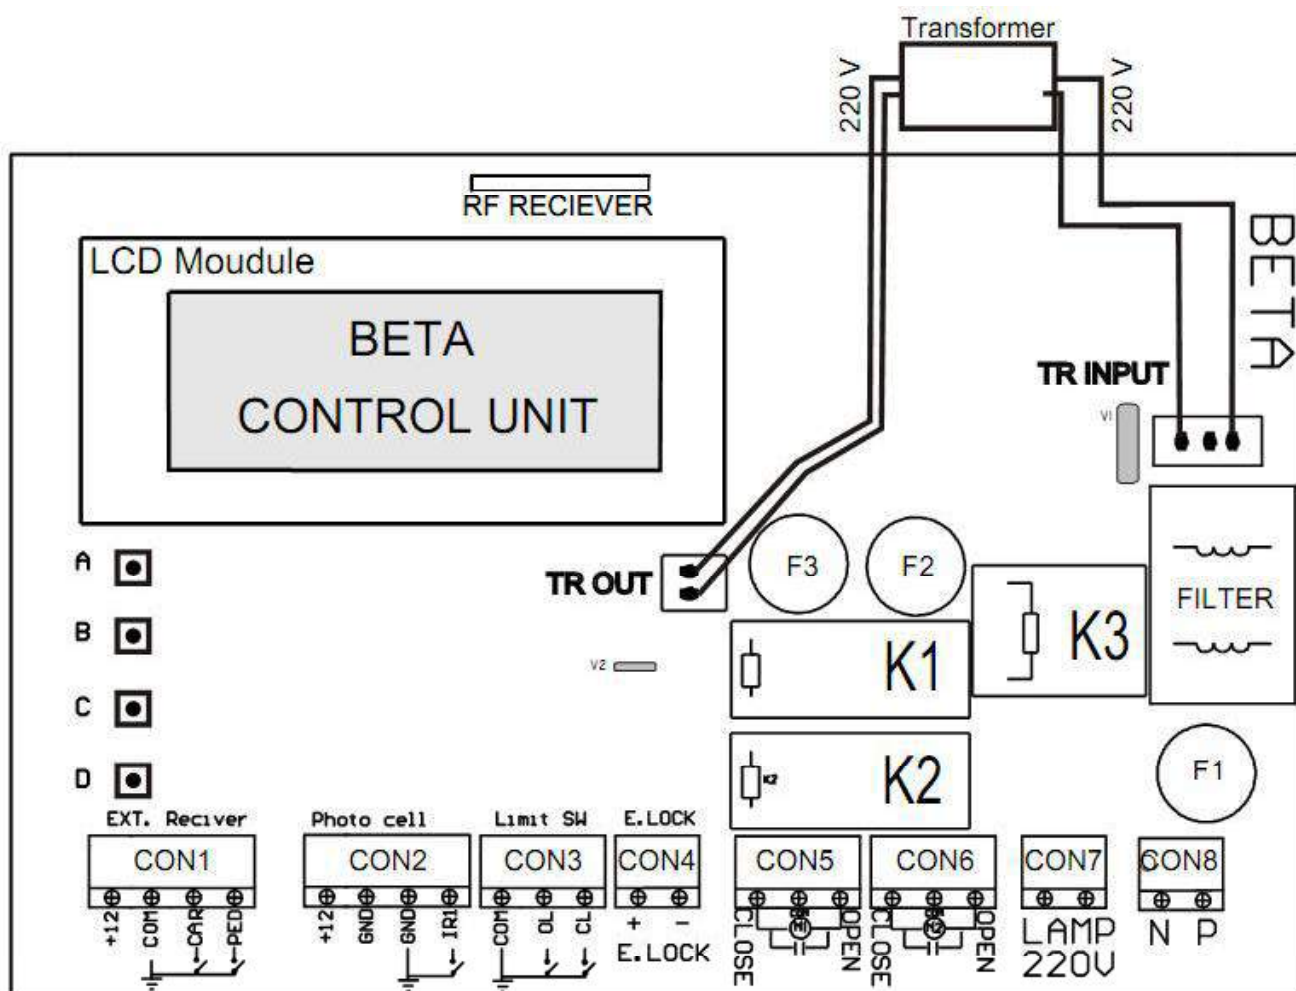 Transformer
220 V
220 V
RF RECIEVER
LCD Moudule
BETA
CONTROL UNIT
BETA
TR INPUT
V1
A
B
C
D
TR OUT
F3
F2
K3
FILTER
V2
K1
K2
K2
F1
EXT. Reciver
Photo cell
Limit SW
E.LOCK
CON1
CON2
CON3
CON4
CON5
CON6
CON7
CON8
+12
COM
CAR
PED
+12
GND
GND
IR1
COM
OL
CL
+ -
E.LOCK
CLOSE
OPEN
CLOSE
OPEN
LAMP
220V
N P